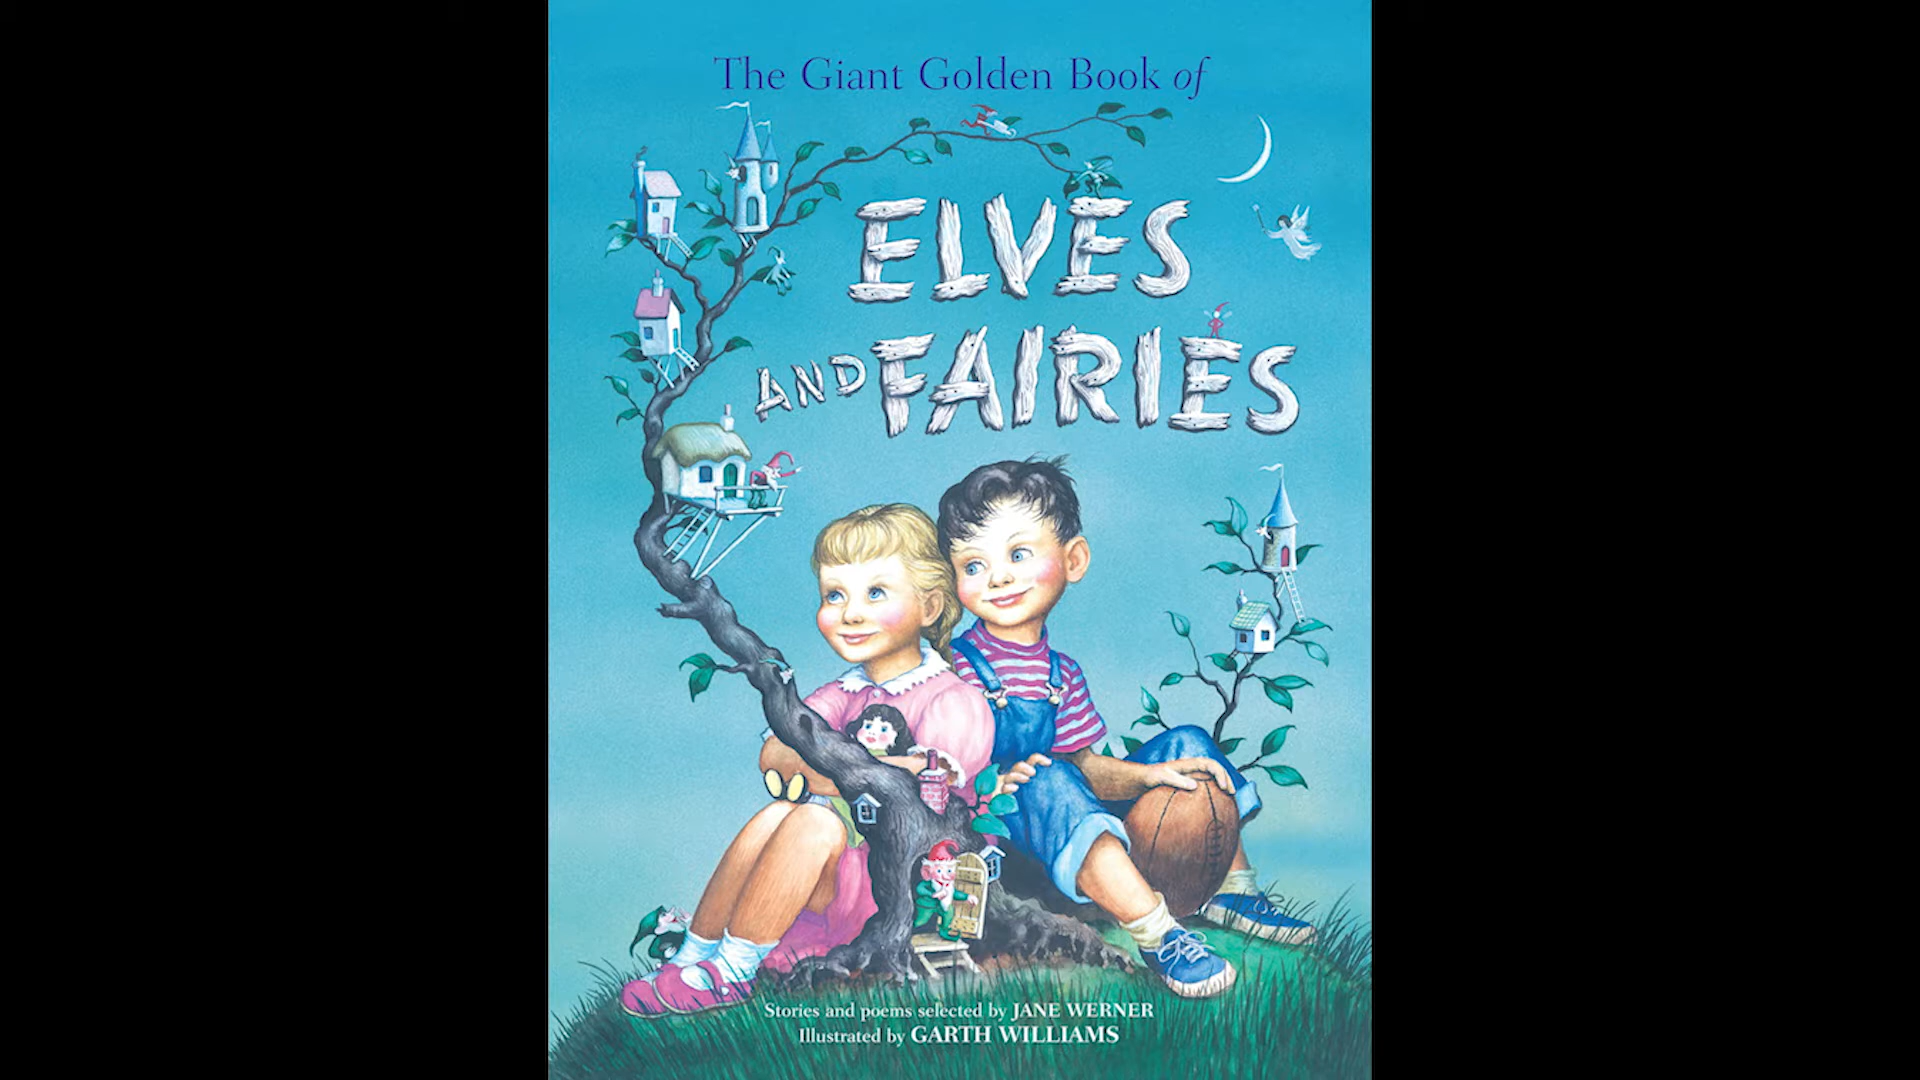 The Giant Golden Book of
ELVES
AND FAIRIES
Stories and poems selected by JANE WERNER
Illustrated by GARTH WILLIAMS